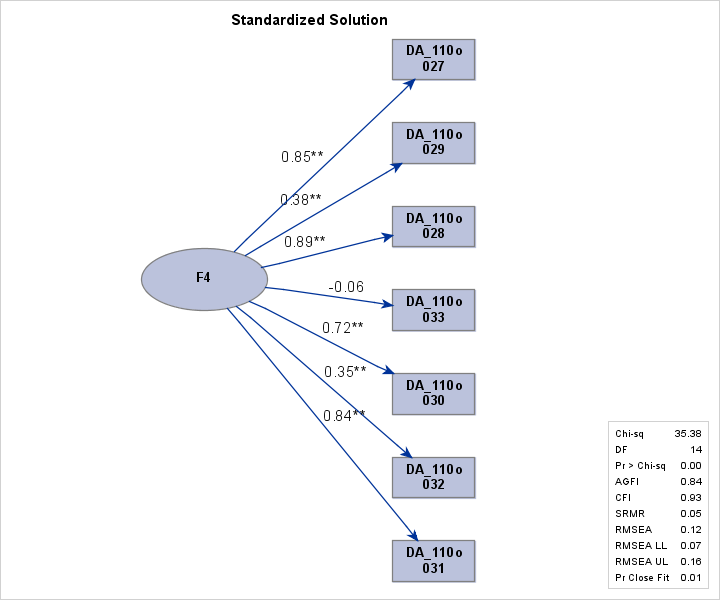 Standardized Solution
DA_110o
027
DA_110o
029
DA_110o
028
DA_110o
033
DA_110o
030
DA_110o
032
DA_110o
031
F4
0.85**
0.38**
0.89**
-0.06
0.72**
0.35**
0.84**
Chi-sq 35.38
DF 14
Pr > Chi-sq 0.00
AGFI 0.84
CFI 0.93
SRMR 0.05
RMSEA 0.12
RMSEA LL 0.07
RMSEA UL 0.16
Pr Close Fit 0.01